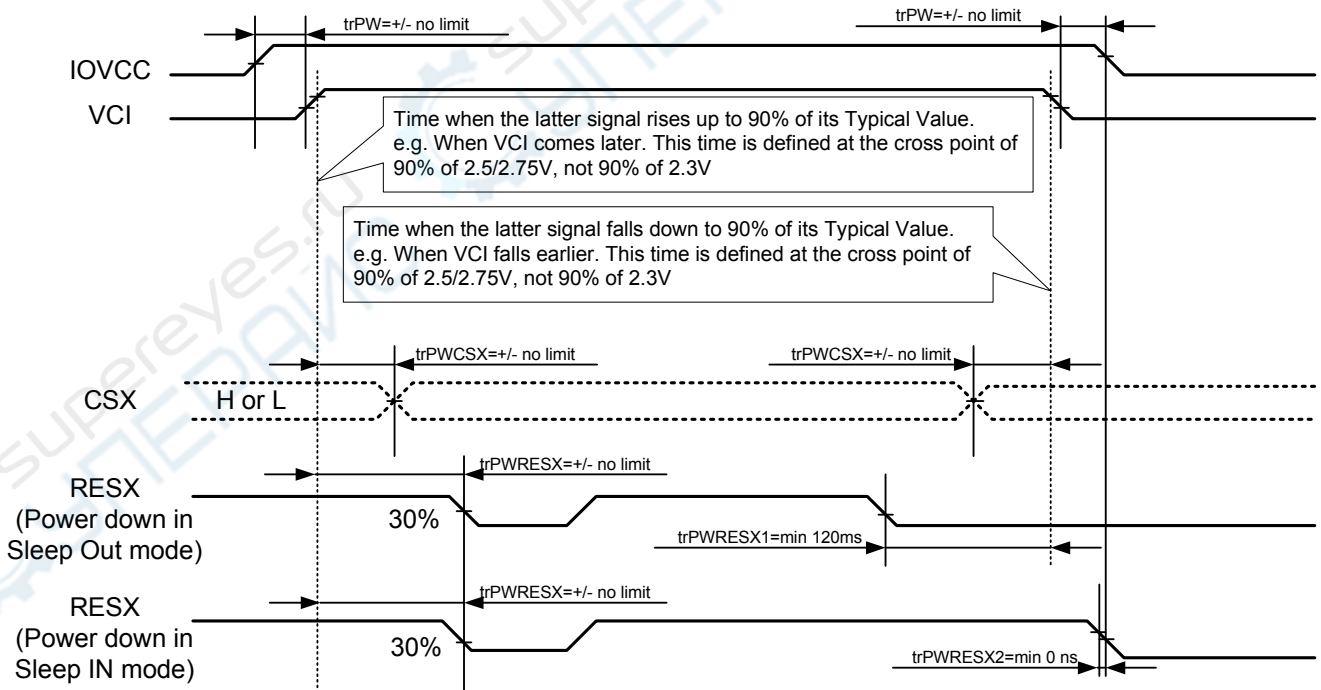 trPW=+/- no limit
trPW=+/- no limit
IOVCC
VCI
Time when the latter signal rises up to 90% of its Typical Value.
e.g. When VCI comes later. This time is defined at the cross point of
90% of 2.5/2.75V, not 90% of 2.3V
Time when the latter signal falls down to 90% of its Typical Value.
e.g. When VCI falls earlier. This time is defined at the cross point of
90% of 2.5/2.75V, not 90% of 2.3V
trPWCSX=+/- no limit
trPWCSX=+/- no limit
CSX
H or L
trPWRESX=+/- no limit
RESX
(Power down in
Sleep Out mode)
30%
trPWRESX1=min 120ms
trPWRESX=+/- no limit
RESX
(Power down in
Sleep IN mode)
30%
trPWRESX2=min 0 ns
supereyes.ru
СУПЕРАЙС